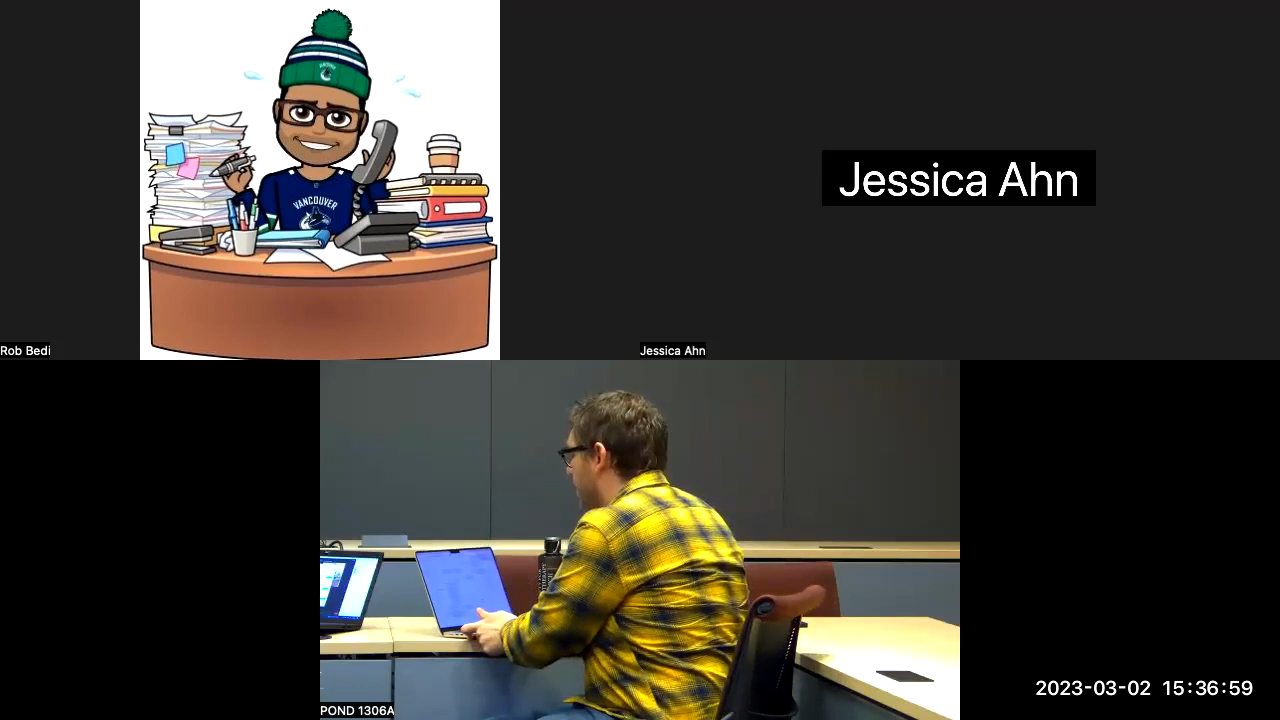 VANCOUVER
Jessica Ahn
Rob Bedi
Jessica Ahn
POND 1306A
2023-03-02 15:36:59